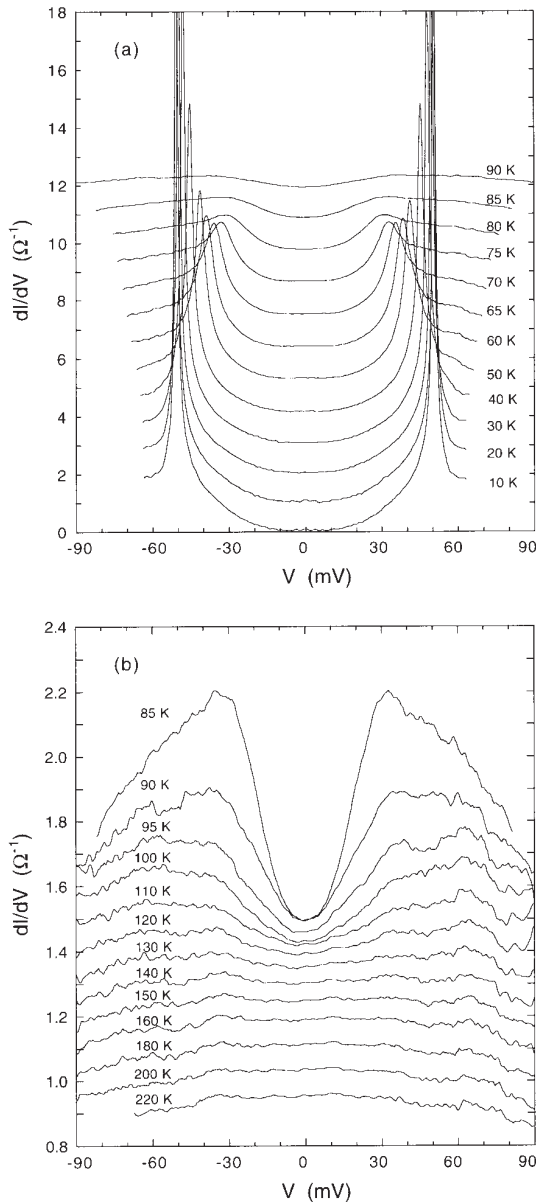 18
16
14
12
10
8
6
4
2
0
(a)
90 K
85 K
80 K
75 K
70 K
65 K
60 K
50 K
40 K
30 K
20 K
10 K
dI/dV (Ω⁻¹)
-90 -60 -30 0 30 60 90
V (mV)
2.4
2.2
2.0
1.8
1.6
1.4
1.2
1.0
0.8
(b)
85 K
90 K
95 K
100 K
110 K
120 K
130 K
140 K
150 K
160 K
180 K
200 K
220 K
dI/dV (Ω⁻¹)
-90 -60 -30 0 30 60 90
V (mV)